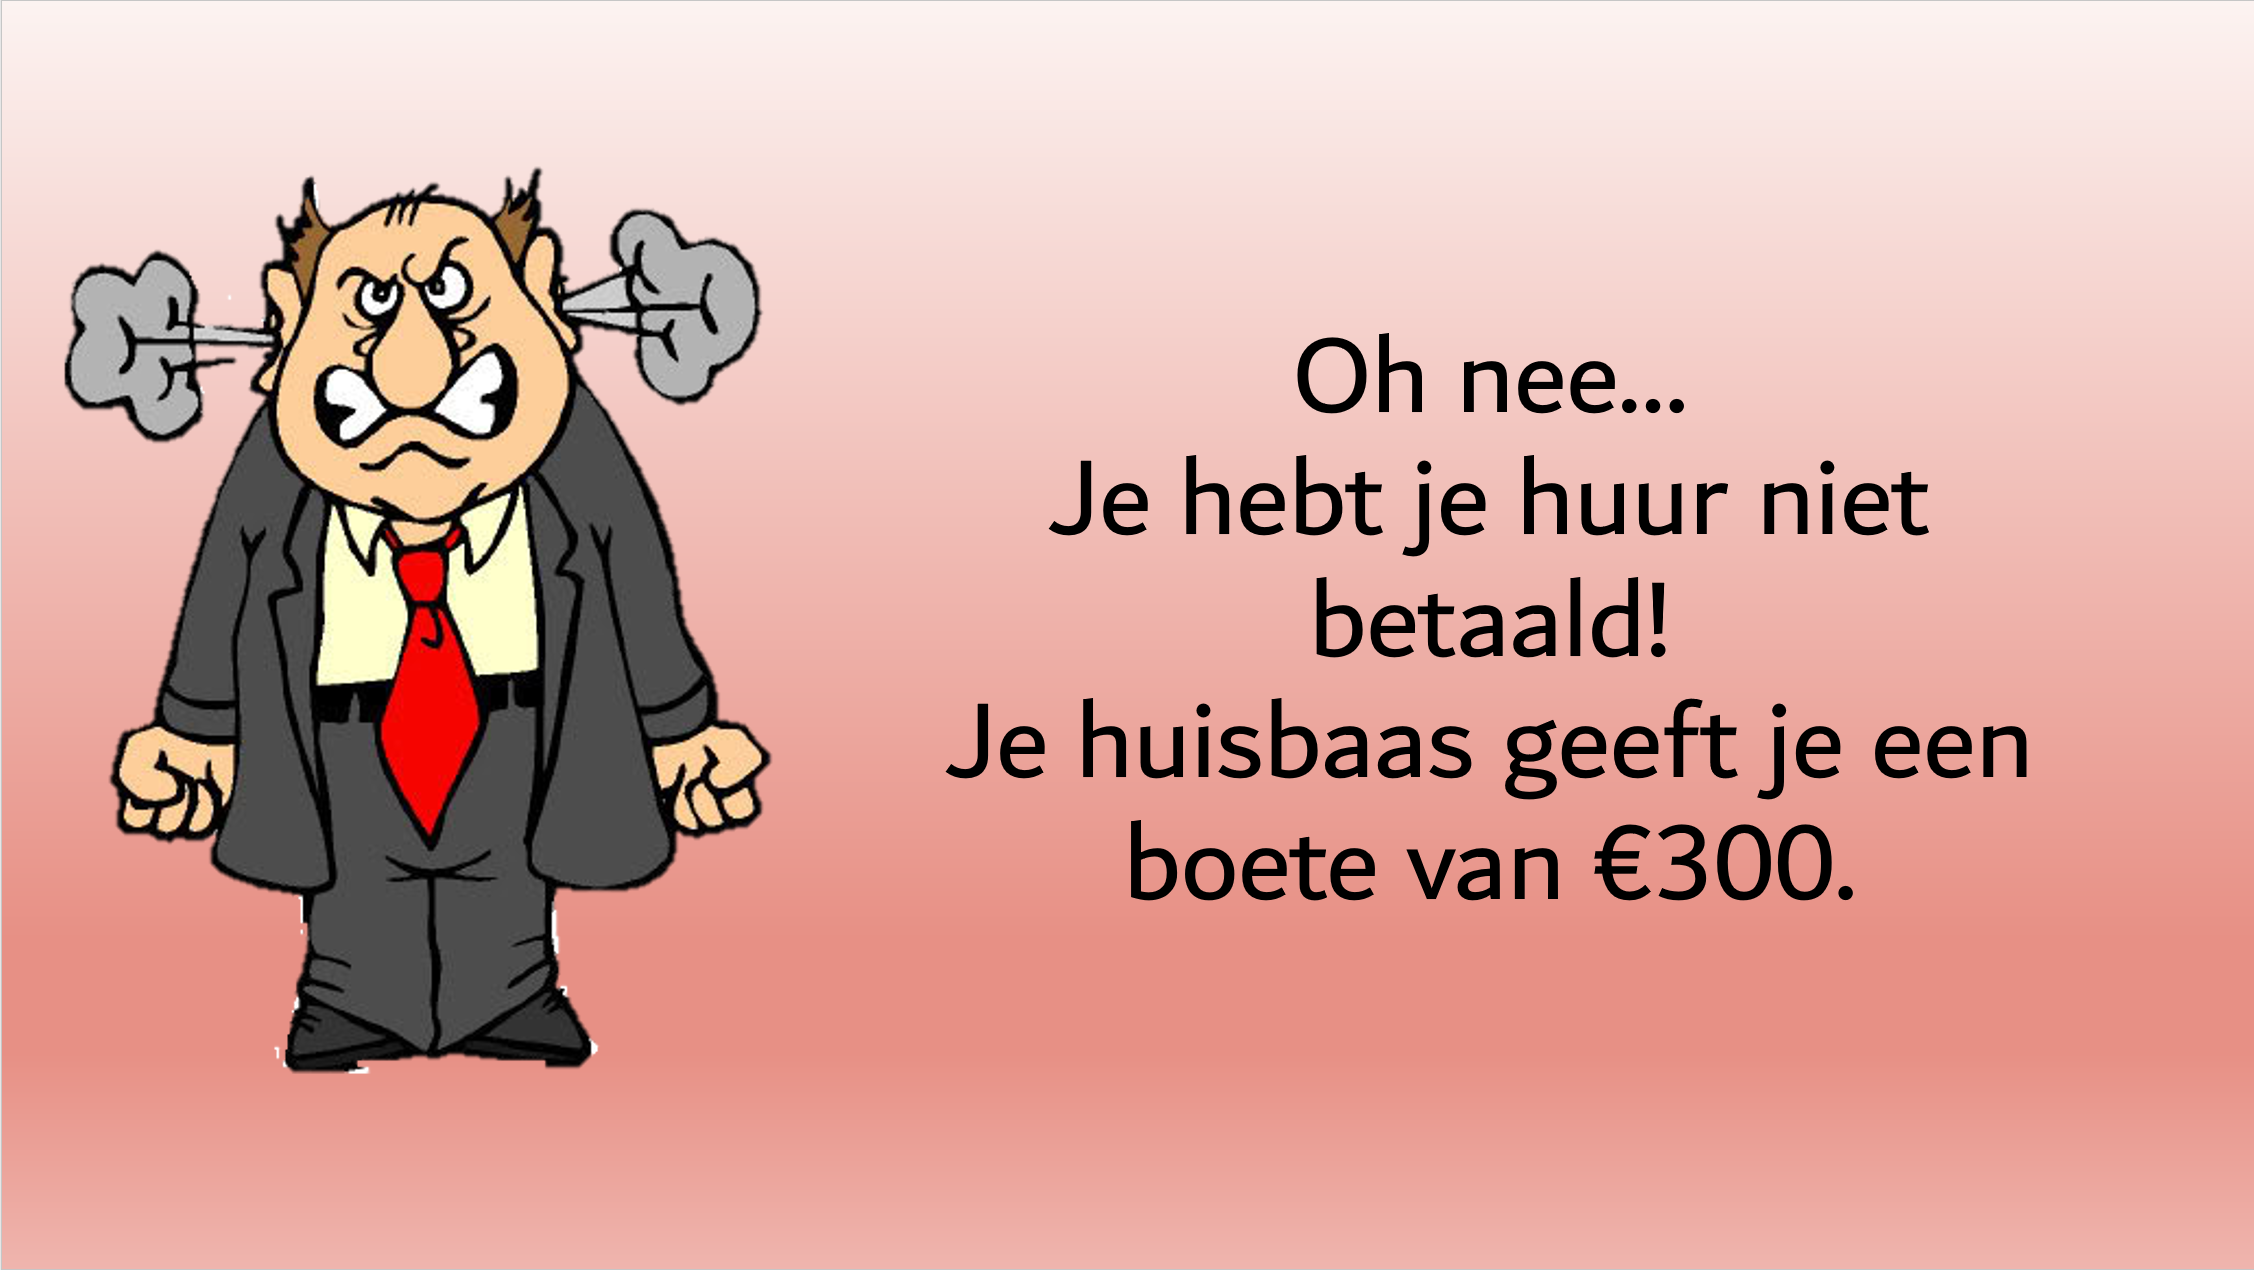 Oh nee...
Je hebt je huur niet
betaald!
Je huisbaas geeft je een
boete van €300.